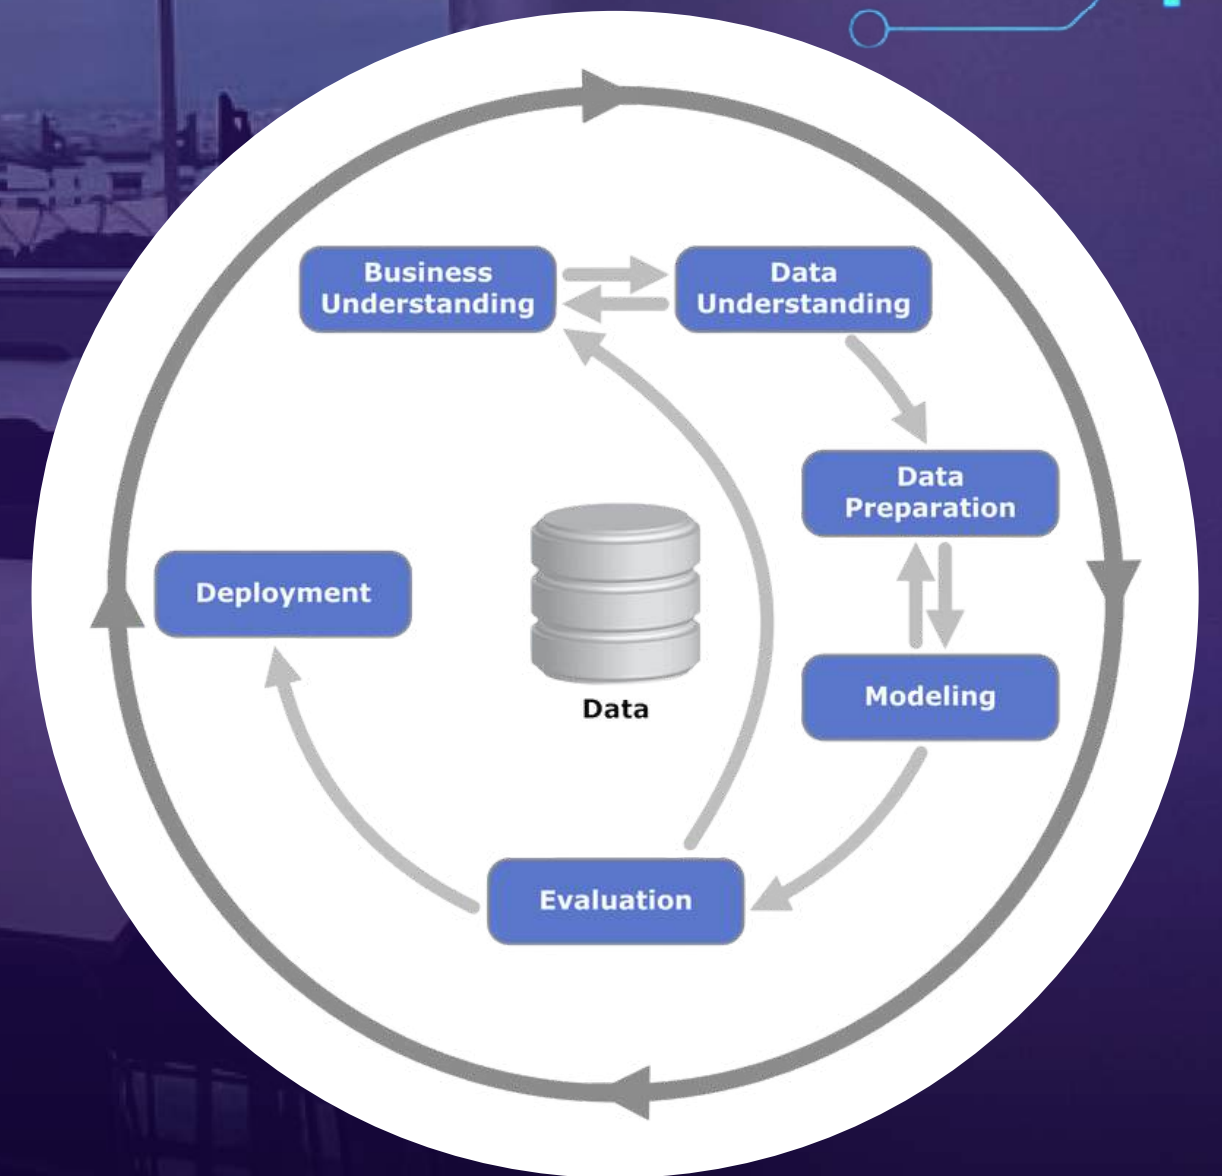 Business
Understanding
Data
Understanding
Data
Preparation
Deployment
Modeling
Data
Evaluation